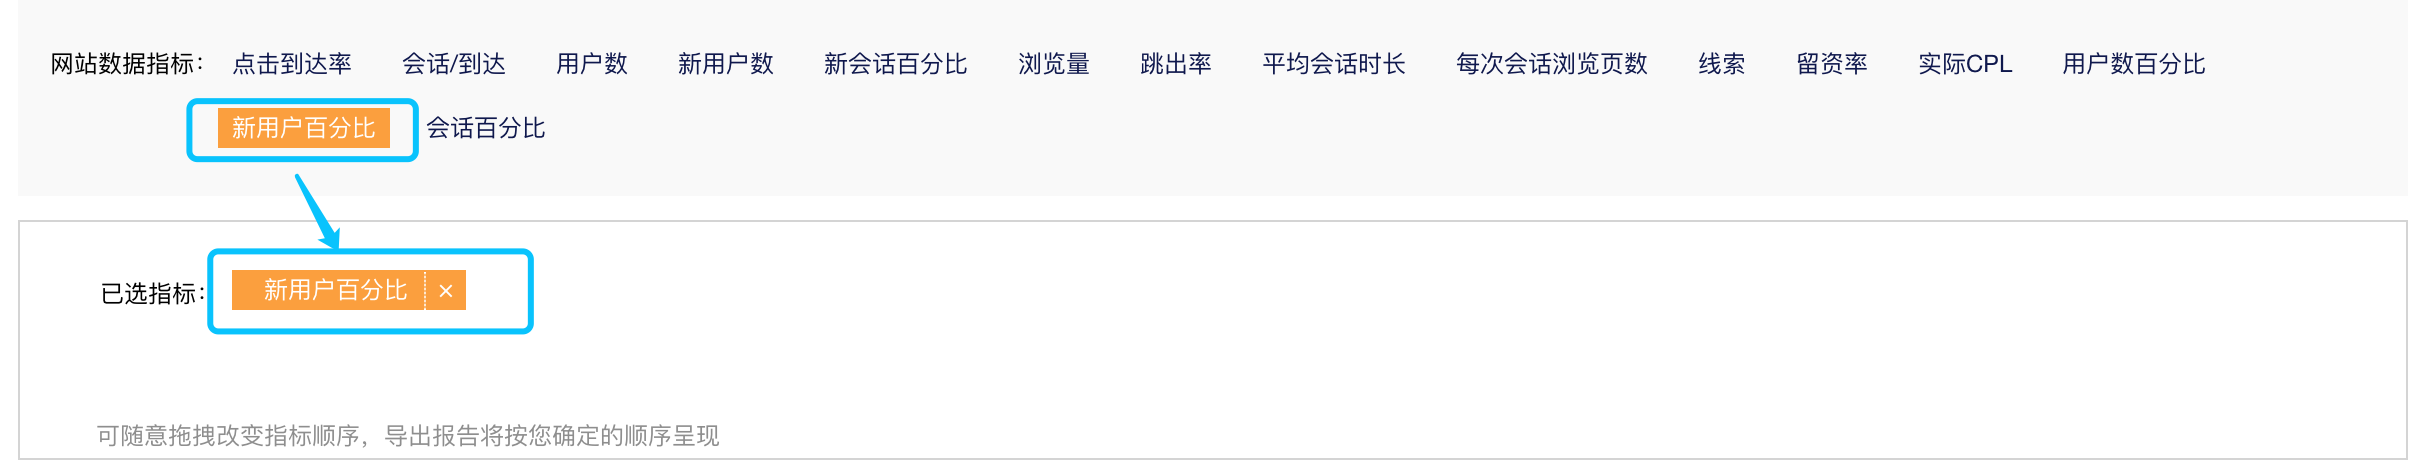 网站数据指标： 点击到达率 会话/到达 用户数 新用户数 新会话百分比 浏览量 跳出率 平均会话时长 每次会话浏览页数 线索 留资率 实际CPL 用户数百分比
新用户百分比 会话百分比
已选指标： 新用户百分比 ×
可随意拖拽改变指标顺序，导出报告将按您确定的顺序呈现